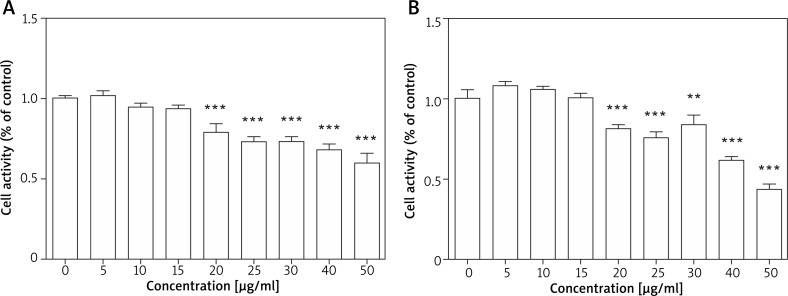 A
1.5
1.0
0.5
0
Cell activity (% of control)
***
***
***
***
***
0 5 10 15 20 25 30 40 50
Concentration [µg/ml]
B
1.5
1.0
0.5
0
Cell activity (% of control)
***
***
**
***
***
0 5 10 15 20 25 30 40 50
Concentration [µg/ml]